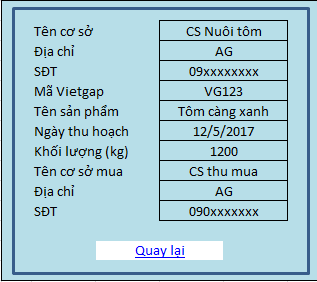 Tên cơ sở CS Nuôi tôm
Địa chỉ AG
SĐT 09xxxxxxxx
Mã Vietgap VG123
Tên sản phẩm Tôm càng xanh
Ngày thu hoạch 12/5/2017
Khối lượng (kg) 1200
Tên cơ sở mua CS thu mua
Địa chỉ AG
SĐT 090xxxxxxx
Quay lại